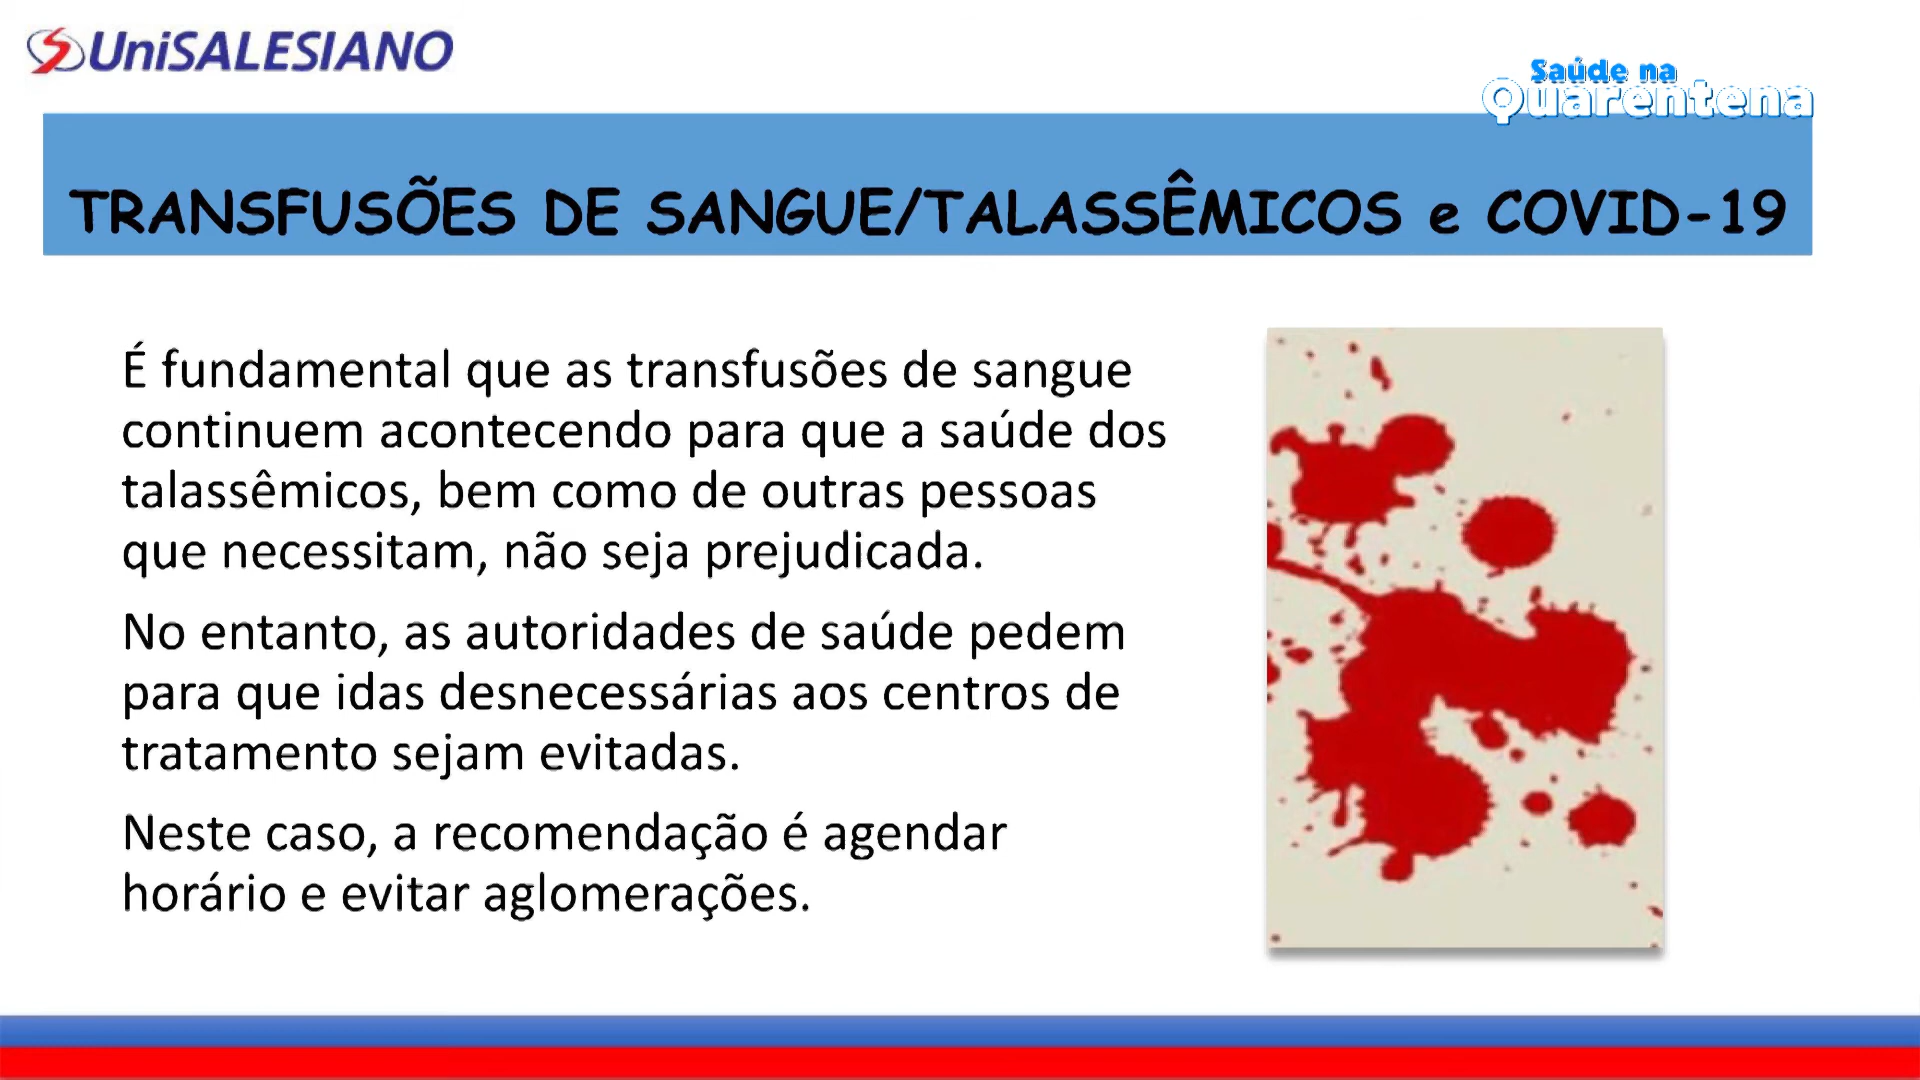 UniSALESIANO
Saúde na
Quarentena
TRANSFUSÕES DE SANGUE/TALASSÊMICOS e COVID-19
É fundamental que as transfusões de sangue
continuem acontecendo para que a saúde dos
talassêmicos, bem como de outras pessoas
que necessitam, não seja prejudicada.
No entanto, as autoridades de saúde pedem
para que idas desnecessárias aos centros de
tratamento sejam evitadas.
Neste caso, a recomendação é agendar
horário e evitar aglomerações.